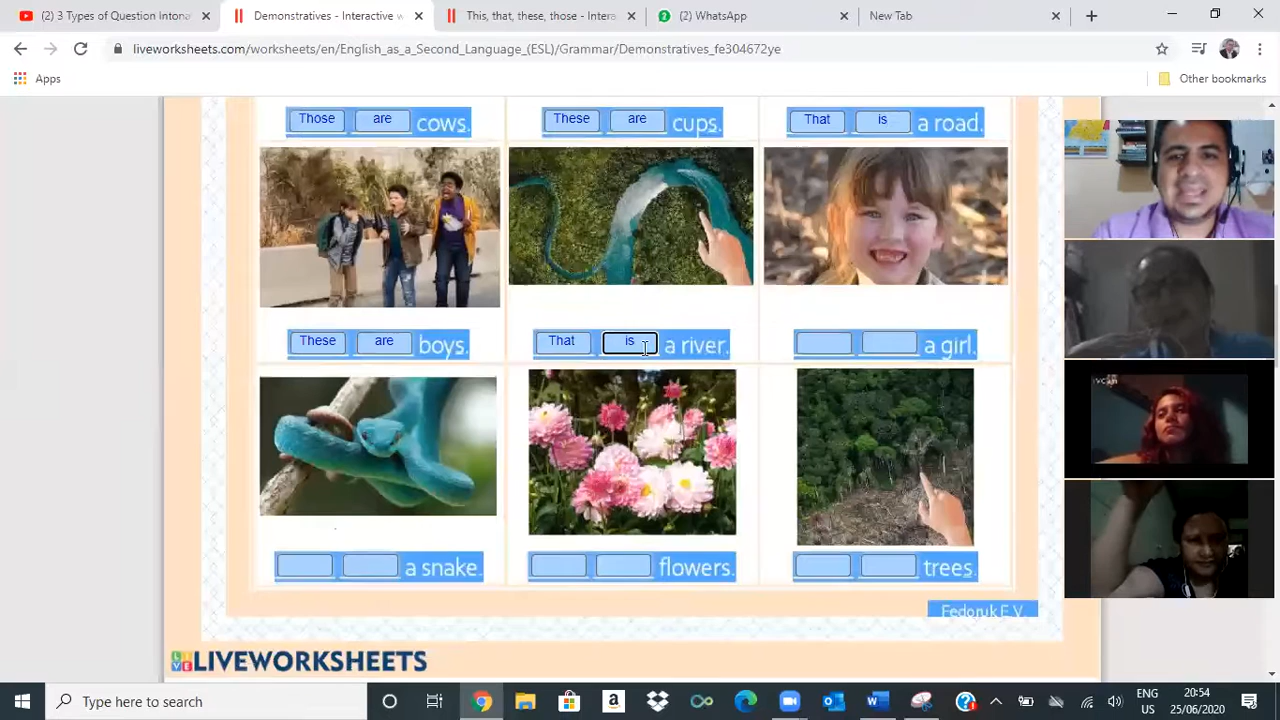 (2) 3 Types of Question Intona
Demonstratives - Interactive w
This, that, these, those - Intera
2
(2) WhatsApp
New Tab
liveworksheets.com/worksheets/en/English_as_a_Second_Language_(ESL)/Grammar/Demonstratives_fe304672ye
Apps
Other bookmarks
Those are cows.
These are cups.
That is a road.
These are boys.
That is a river.
a girl.
a snake.
flowers.
trees.
Fedoruk E.V.
LIVEWORKSHEETS
Type here to search
ENG
US
20:54
25/06/2020